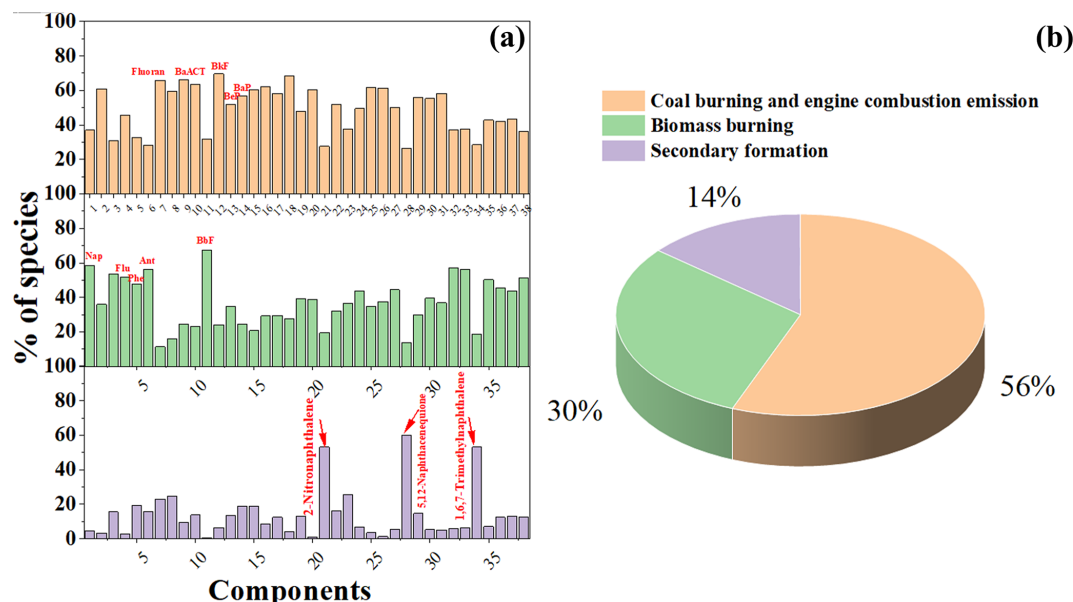 (a)
(b)
% of species
100
80
60
40
20
Fluoran
BaACT
BkF
BeP
BaP
1 2 3 4 5 6 7 8 9 10 11 12 13 14 15 16 17 18 19 20 21 22 23 24 25 26 27 28 29 30 31 32 33 34 35 36 37 38
100
80
60
40
20
Nap
Flu
Phe
Ant
BbF
5 10 15 20 25 30 35
100
80
60
40
20
0
2-Nitronaphthalene
5,12-Naphthacenequione
1,6,7-Trimethylnaphthalene
5 10 15 20 25 30 35
Components
Coal burning and engine combustion emission
Biomass burning
Secondary formation
14%
30%
56%